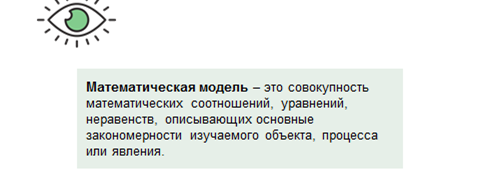 Математическая модель – это совокупность
математических соотношений, уравнений,
неравенств, описывающих основные
закономерности изучаемого объекта, процесса
или явления.